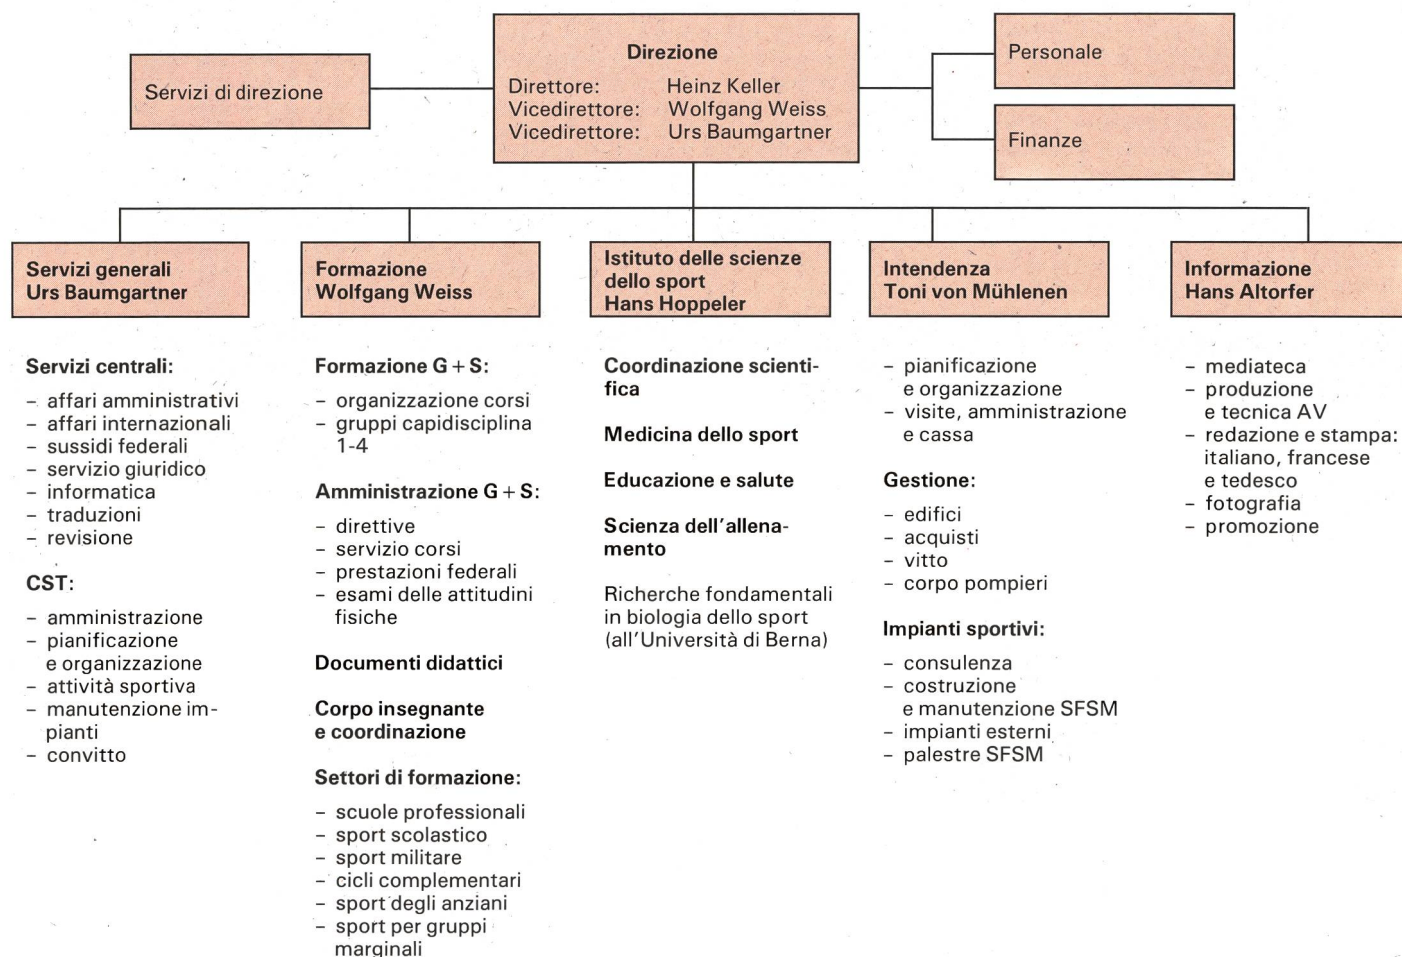 Direzione
Direttore: Heinz Keller
Vicedirettore: Wolfgang Weiss
Vicedirettore: Urs Baumgartner
Servizi di direzione
Personale
Finanze
Servizi generali
Urs Baumgartner
Servizi centrali:
– affari amministrativi
– affari internazionali
– sussidi federali
– servizio giuridico
– informatica
– traduzioni
– revisione
CST:
– amministrazione
– pianificazione
e organizzazione
– attività sportiva
– manutenzione im-
pianti
– convitto
Formazione
Wolfgang Weiss
Formazione G + S:
– organizzazione corsi
– gruppi capidisciplina
1-4
Amministrazione G + S:
– direttive
– servizio corsi
– prestazioni federali
– esami delle attitudini
fisiche
Documenti didattici
Corpo insegnante
e coordinazione
Settori di formazione:
– scuole professionali
– sport scolastico
– sport militare
– cicli complementari
– sport degli anziani
– sport per gruppi
marginali
Istituto delle scienze
dello sport
Hans Hoppeler
Coordinazione scienti-
fica
Medicina dello sport
Educazione e salute
Scienza dell'allena-
mento
Richerche fondamentali
in biologia dello sport
(all'Università di Berna)
Intendenza
Toni von Mühlenen
– pianificazione
e organizzazione
– visite, amministrazione
e cassa
Gestione:
– edifici
– acquisti
– vitto
– corpo pompieri
Impianti sportivi:
– consulenza
– costruzione
e manutenzione SFSM
– impianti esterni
– palestre SFSM
Informazione
Hans Altorfer
– mediateca
– produzione
e tecnica AV
– redazione e stampa:
italiano, francese
e tedesco
– fotografia
– promozione